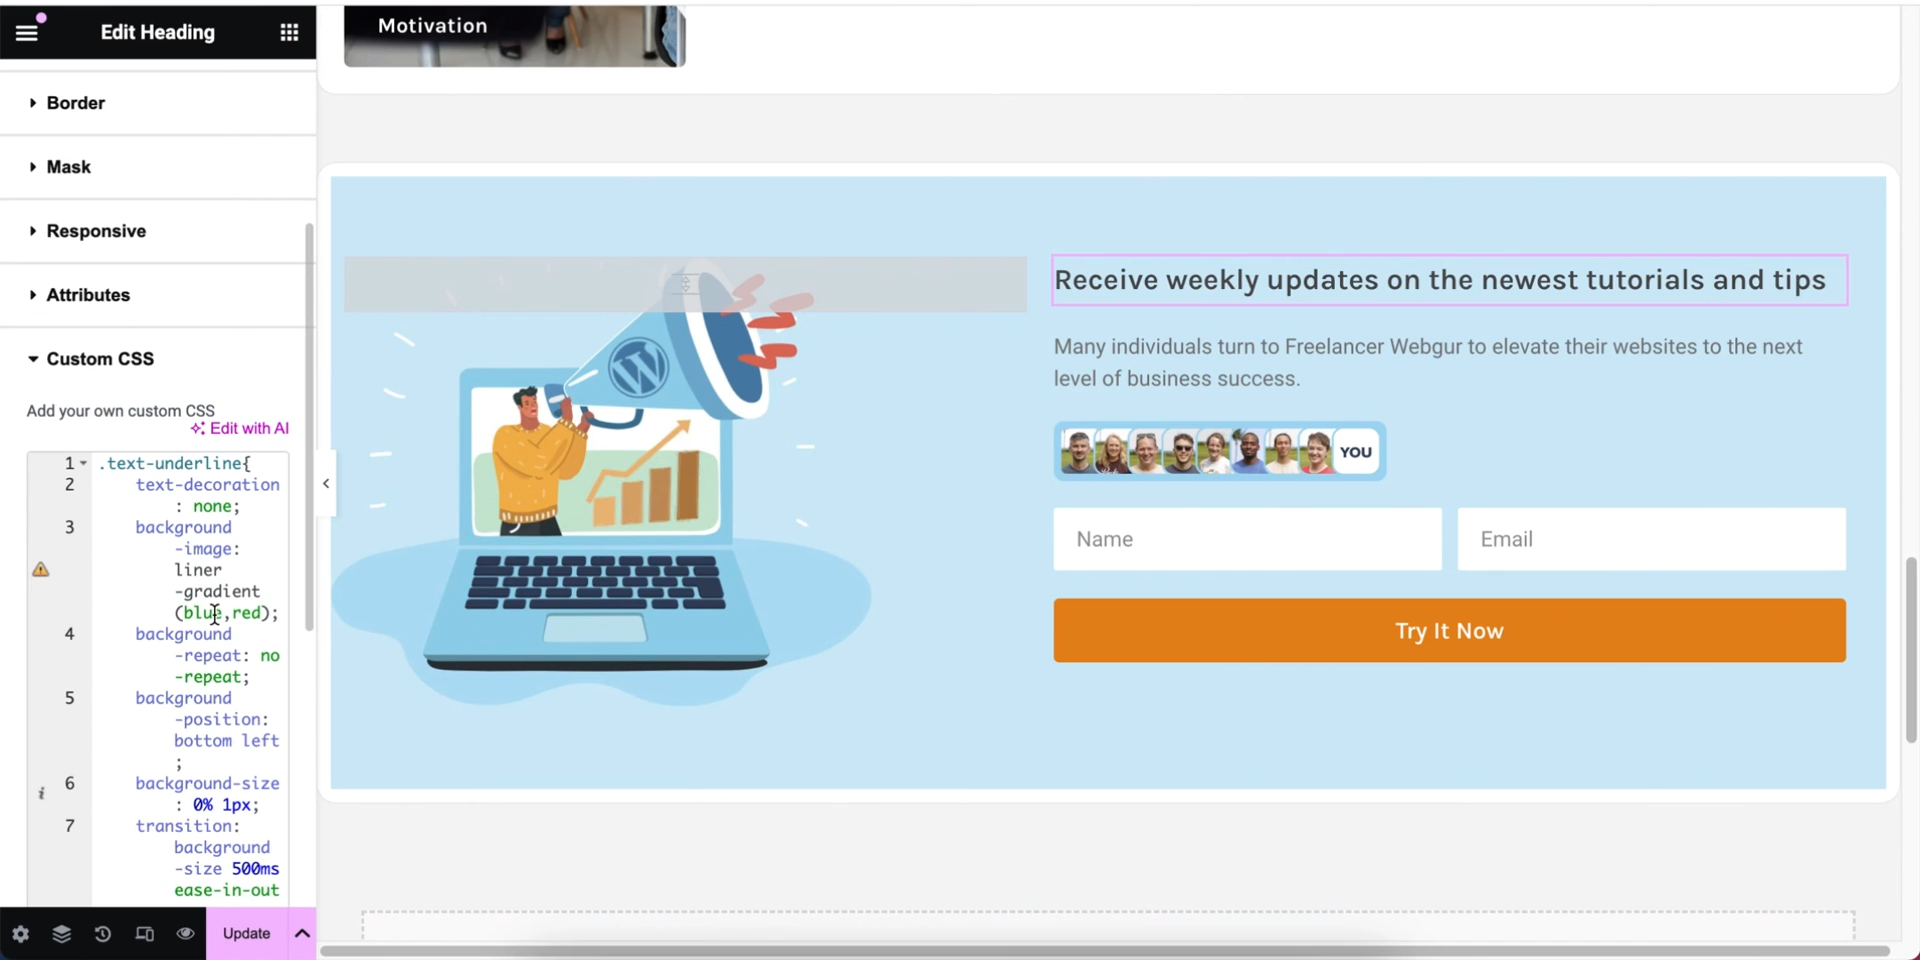 Edit Heading
Border
Mask
Responsive
Attributes
Custom CSS
Add your own custom CSS
Edit with AI
1 .text-underline{
2 text-decoration
: none;
3 background
-image:
liner
-gradient
(blue,red);
4 background
-repeat: no
-repeat;
5 background
-position:
bottom left
;
6 background-size
: 0% 1px;
7 transition:
background
-size 500ms
ease-in-out
Update
Motivation
Receive weekly updates on the newest tutorials and tips
Many individuals turn to Freelancer Webgur to elevate their websites to the next
level of business success.
YOU
Name
Email
Try It Now